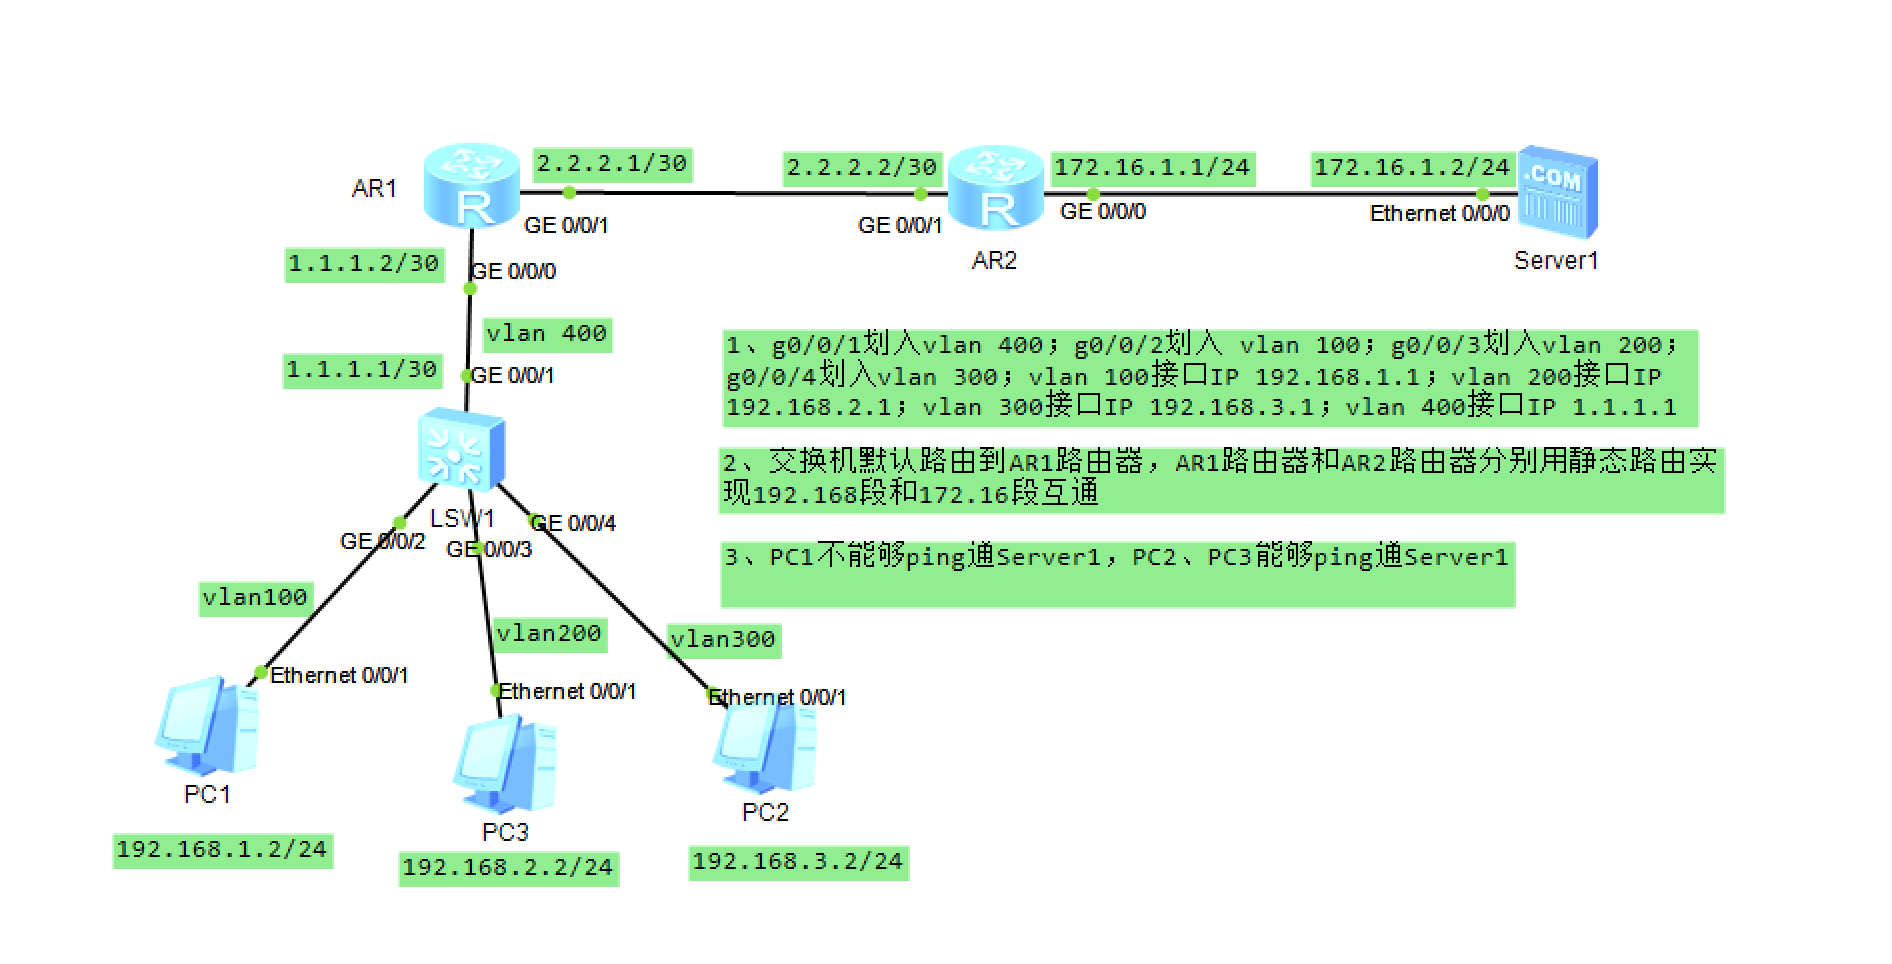 2.2.2.1/30
2.2.2.2/30
172.16.1.1/24
172.16.1.2/24
.COM
AR1
R
R
GE 0/0/1
GE 0/0/1
GE 0/0/0
Ethernet 0/0/0
AR2
Server1
1.1.1.2/30
GE 0/0/0
vlan 400
1.1.1.1/30
GE 0/0/1
1、g0/0/1划入vlan 400；g0/0/2划入 vlan 100；g0/0/3划入vlan 200；
g0/0/4划入vlan 300；vlan 100接口IP 192.168.1.1；vlan 200接口IP
192.168.2.1；vlan 300接口IP 192.168.3.1；vlan 400接口IP 1.1.1.1
2、交换机默认路由到AR1路由器，AR1路由器和AR2路由器分别用静态路由实
现192.168段和172.16段互通
3、PC1不能够ping通Server1，PC2、PC3能够ping通Server1
LSW1
GE 0/0/2
GE 0/0/3
GE 0/0/4
vlan100
vlan200
vlan300
Ethernet 0/0/1
Ethernet 0/0/1
Ethernet 0/0/1
PC1
PC3
PC2
192.168.1.2/24
192.168.2.2/24
192.168.3.2/24